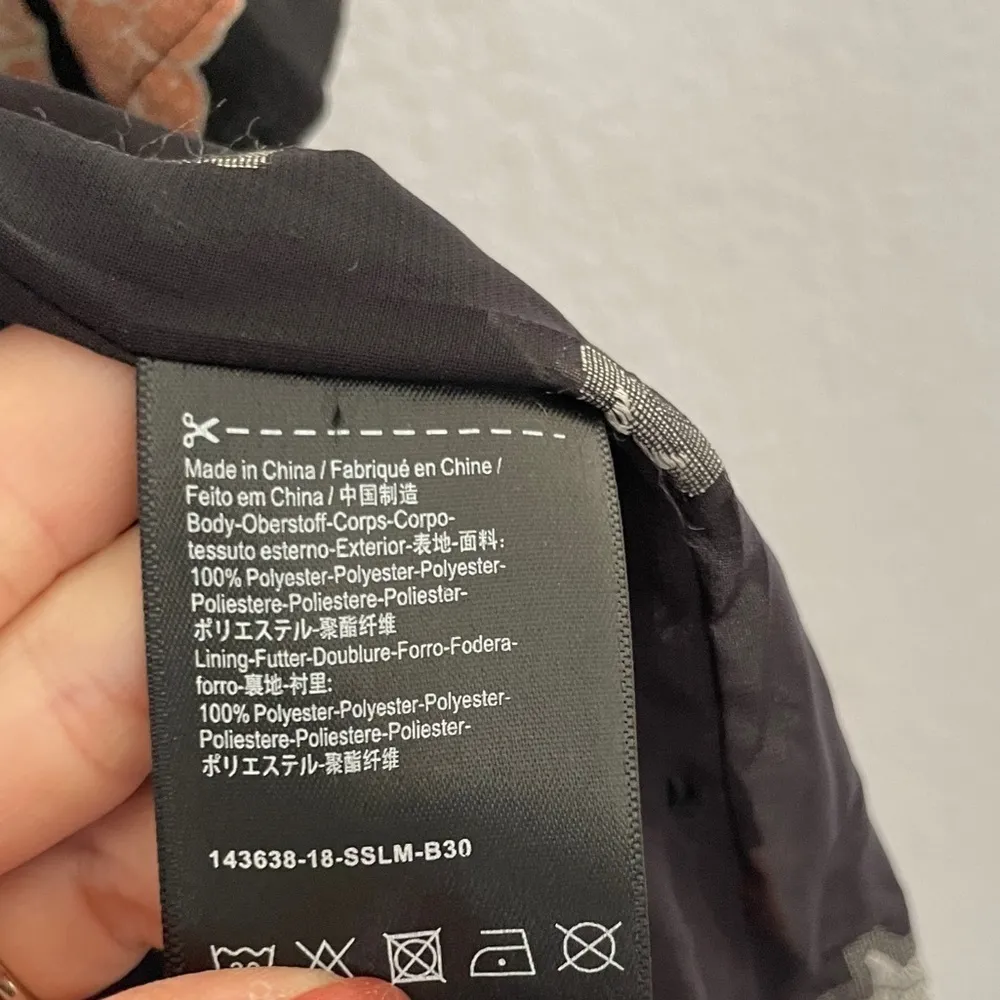 Made in China / Fabriqué en Chine /
Feito em China / 中国制造
Body-Oberstoff-Corps-Corpo-
tessuto esterno-Exterior-表地-面料:
100% Polyester-Polyester-Polyester-
Poliestere-Poliestere-Poliester-
ポリエステル-聚酯纤维
Lining-Futter-Doublure-Forro-Fodera-
forro-裏地-衬里:
100% Polyester-Polyester-Polyester-
Poliestere-Poliestere-Poliester-
ポリエステル-聚酯纤维
143638-18-SSLM-B30